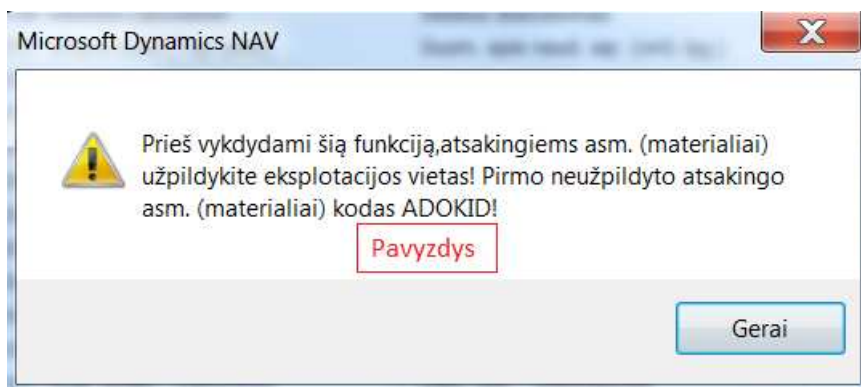 Microsoft Dynamics NAV
Prieš vykdydami šią funkciją,atsakingiems asm. (materialiai)
užpildykite eksplotacijos vietas! Pirmo neužpildyto atsakingo
asm. (materialiai) kodas ADOKID!
Pavyzdys
Gerai